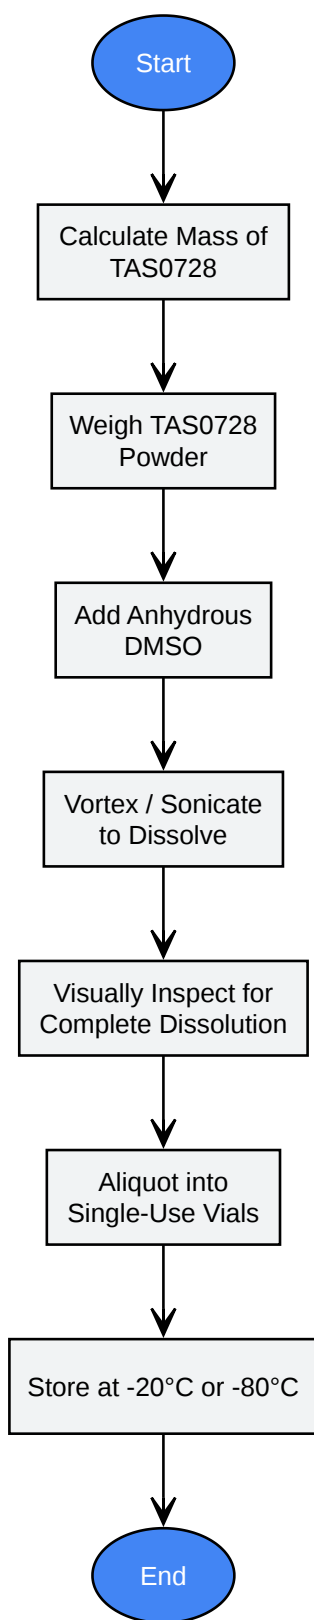 Start
Calculate Mass of
TAS0728
Weigh TAS0728
Powder
Add Anhydrous
DMSO
Vortex / Sonicate
to Dissolve
Visually Inspect for
Complete Dissolution
Aliquot into
Single-Use Vials
Store at -20°C or -80°C
End